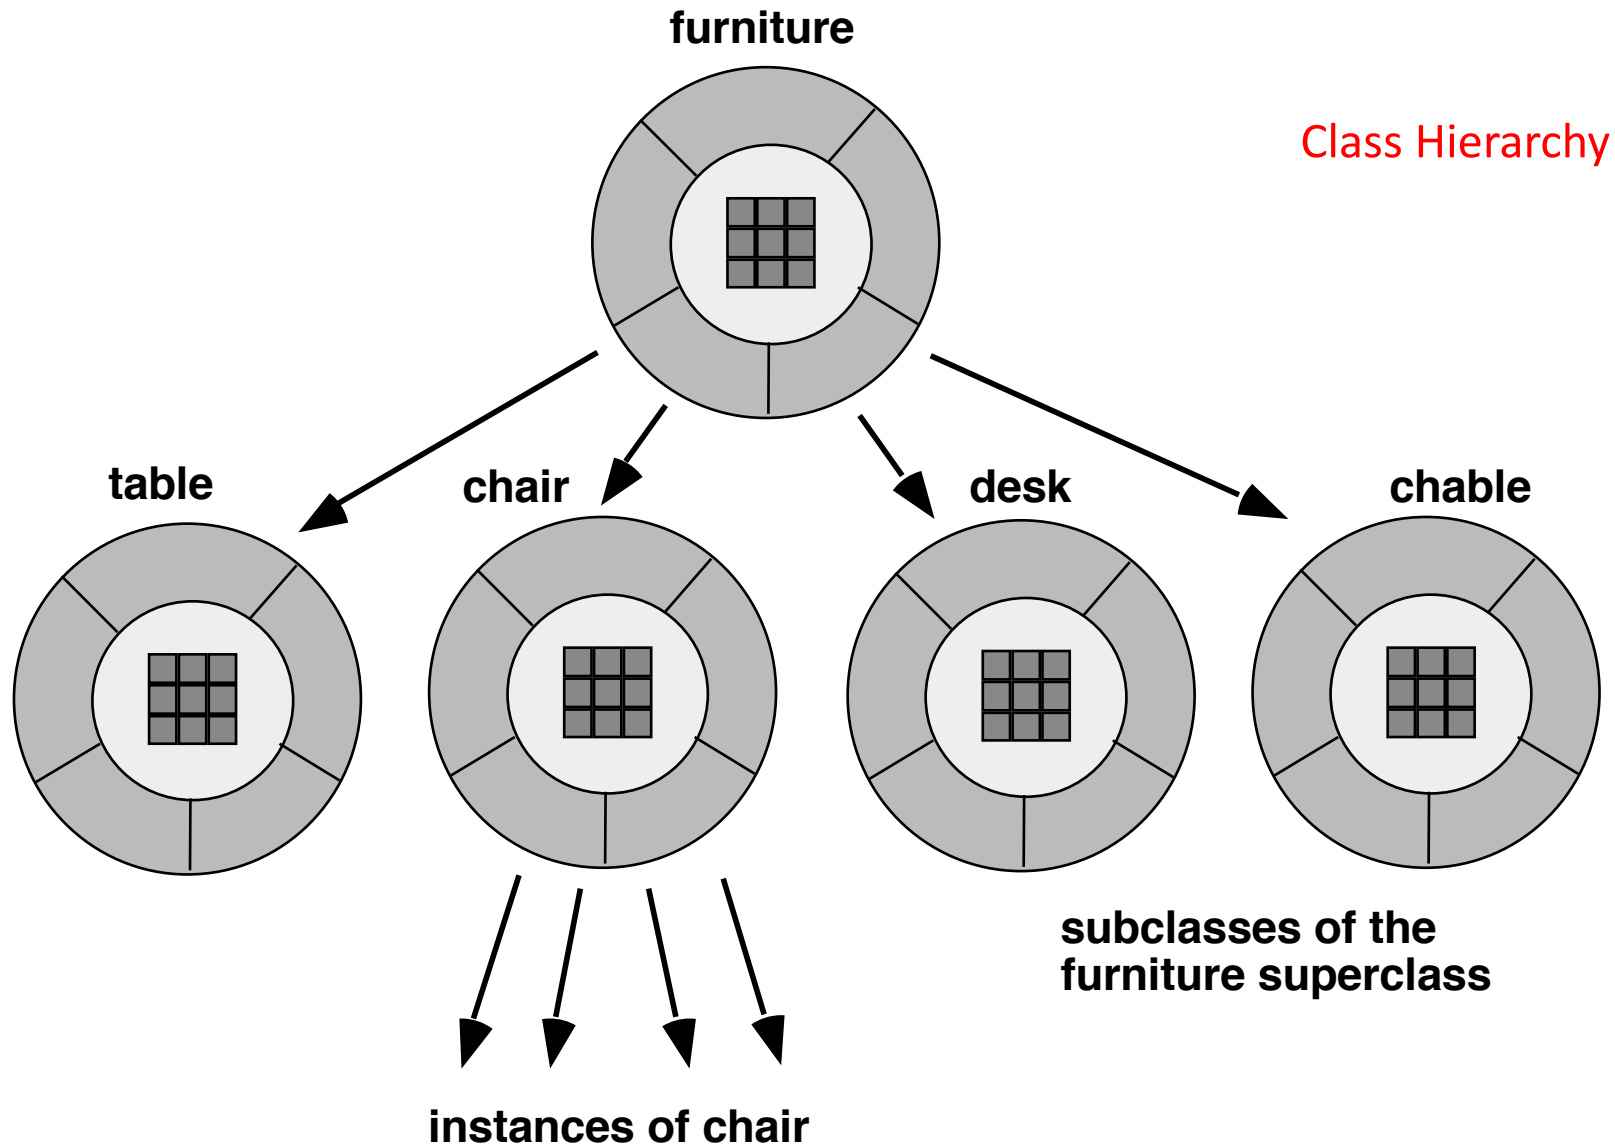 furniture
Class Hierarchy
table
chair
desk
chable
subclasses of the
furniture superclass
instances of chair